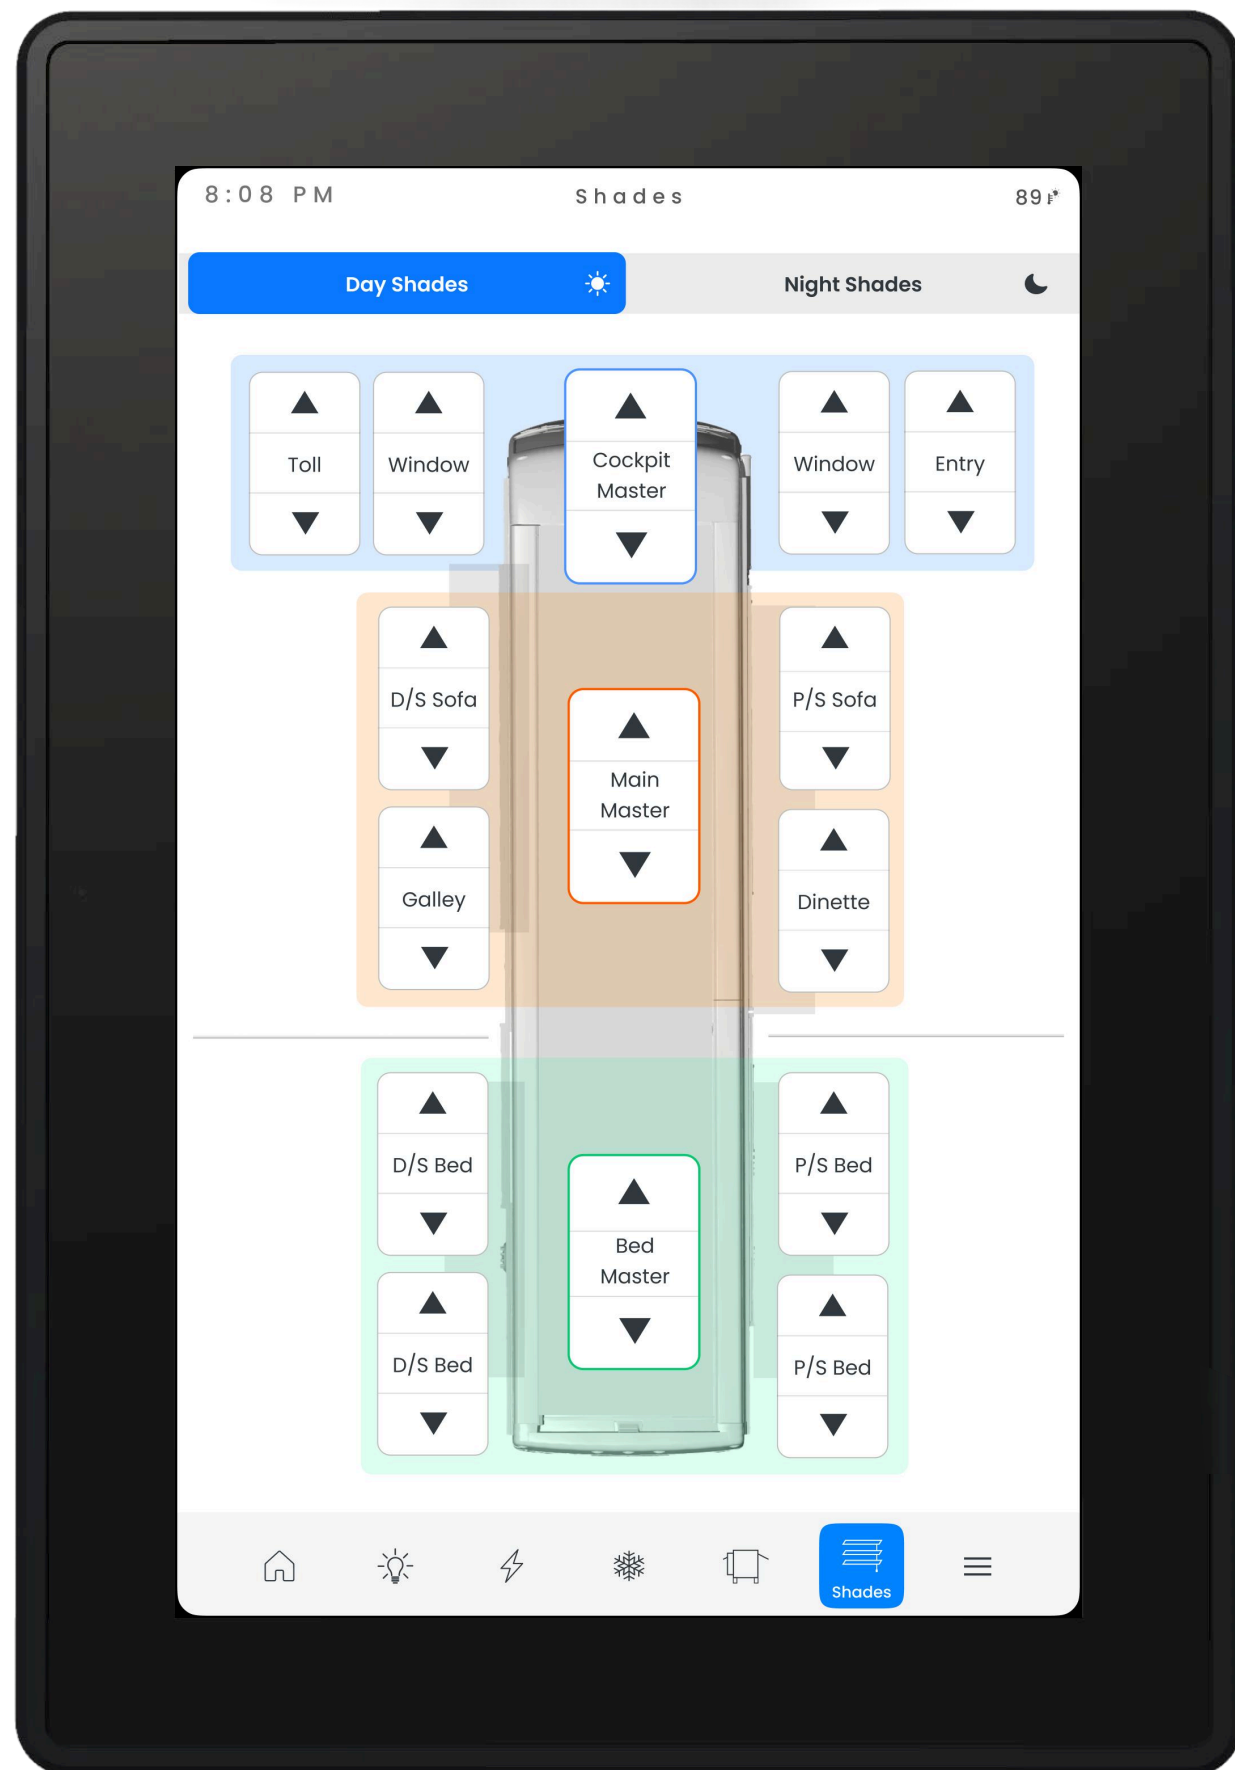 8:08 PM
Shades
89
Day Shades
Night Shades
Toll
Window
Cockpit
Master
Window
Entry
D/S Sofa
P/S Sofa
Main
Master
Galley
Dinette
D/S Bed
P/S Bed
Bed
Master
D/S Bed
P/S Bed
Shades